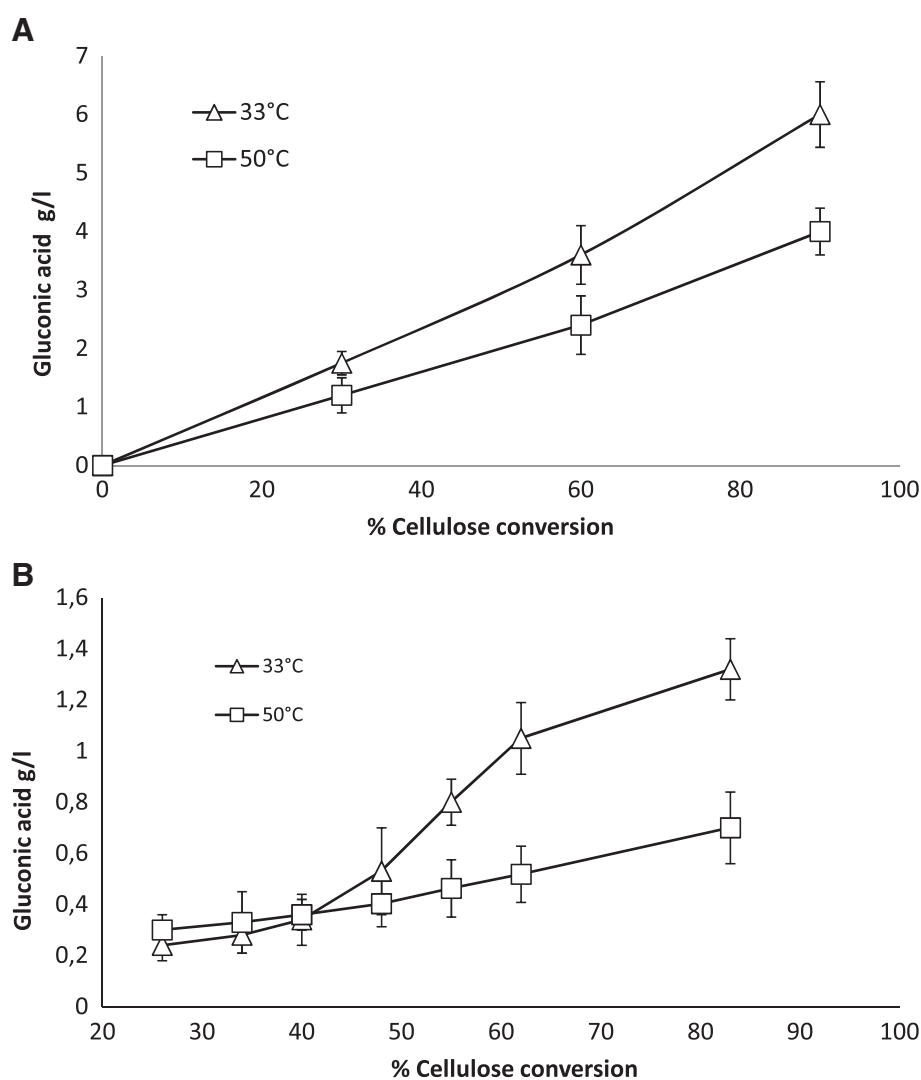 A
7
6
5
4
3
2
1
0
33°C
50°C
Gluconic acid g/l
0 20 40 60 80 100
% Cellulose conversion
B
1,6
1,4
1,2
1
0,8
0,6
0,4
0,2
0
33°C
50°C
Gluconic acid g/l
20 30 40 50 60 70 80 90 100
% Cellulose conversion